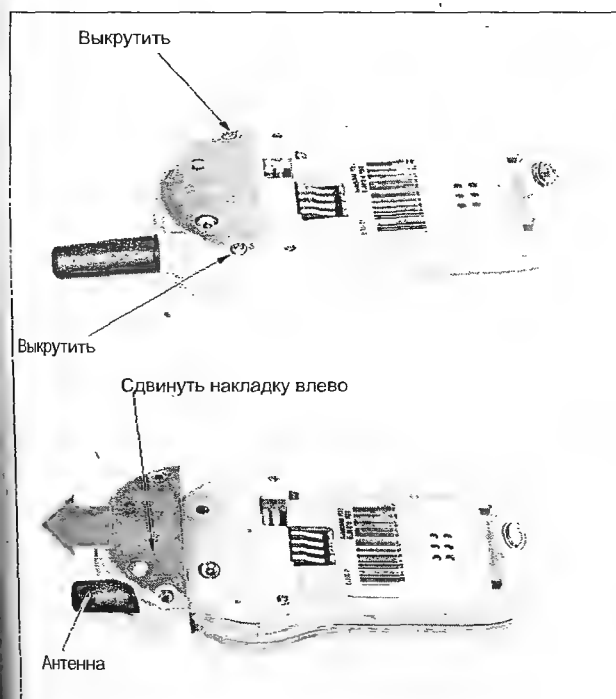 Выкрутить
Выкрутить
Сдвинуть накладку влево
Антенна